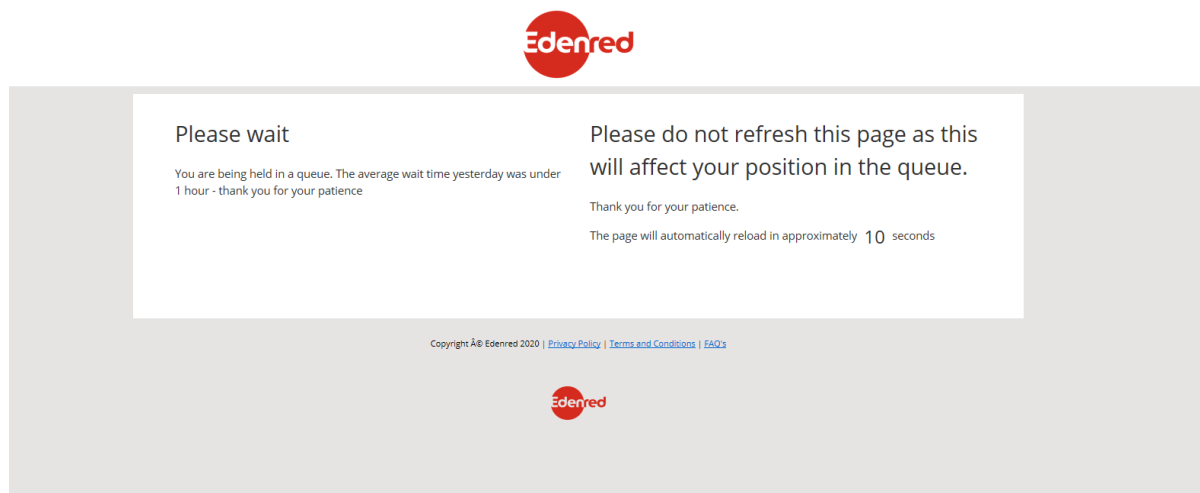 Edenred
Please wait
You are being held in a queue. The average wait time yesterday was under
1 hour - thank you for your patience
Please do not refresh this page as this
will affect your position in the queue.
Thank you for your patience.
The page will automatically reload in approximately 10 seconds
Copyright Â© Edenred 2020 | Privacy Policy | Terms and Conditions | FAQ's
Edenred